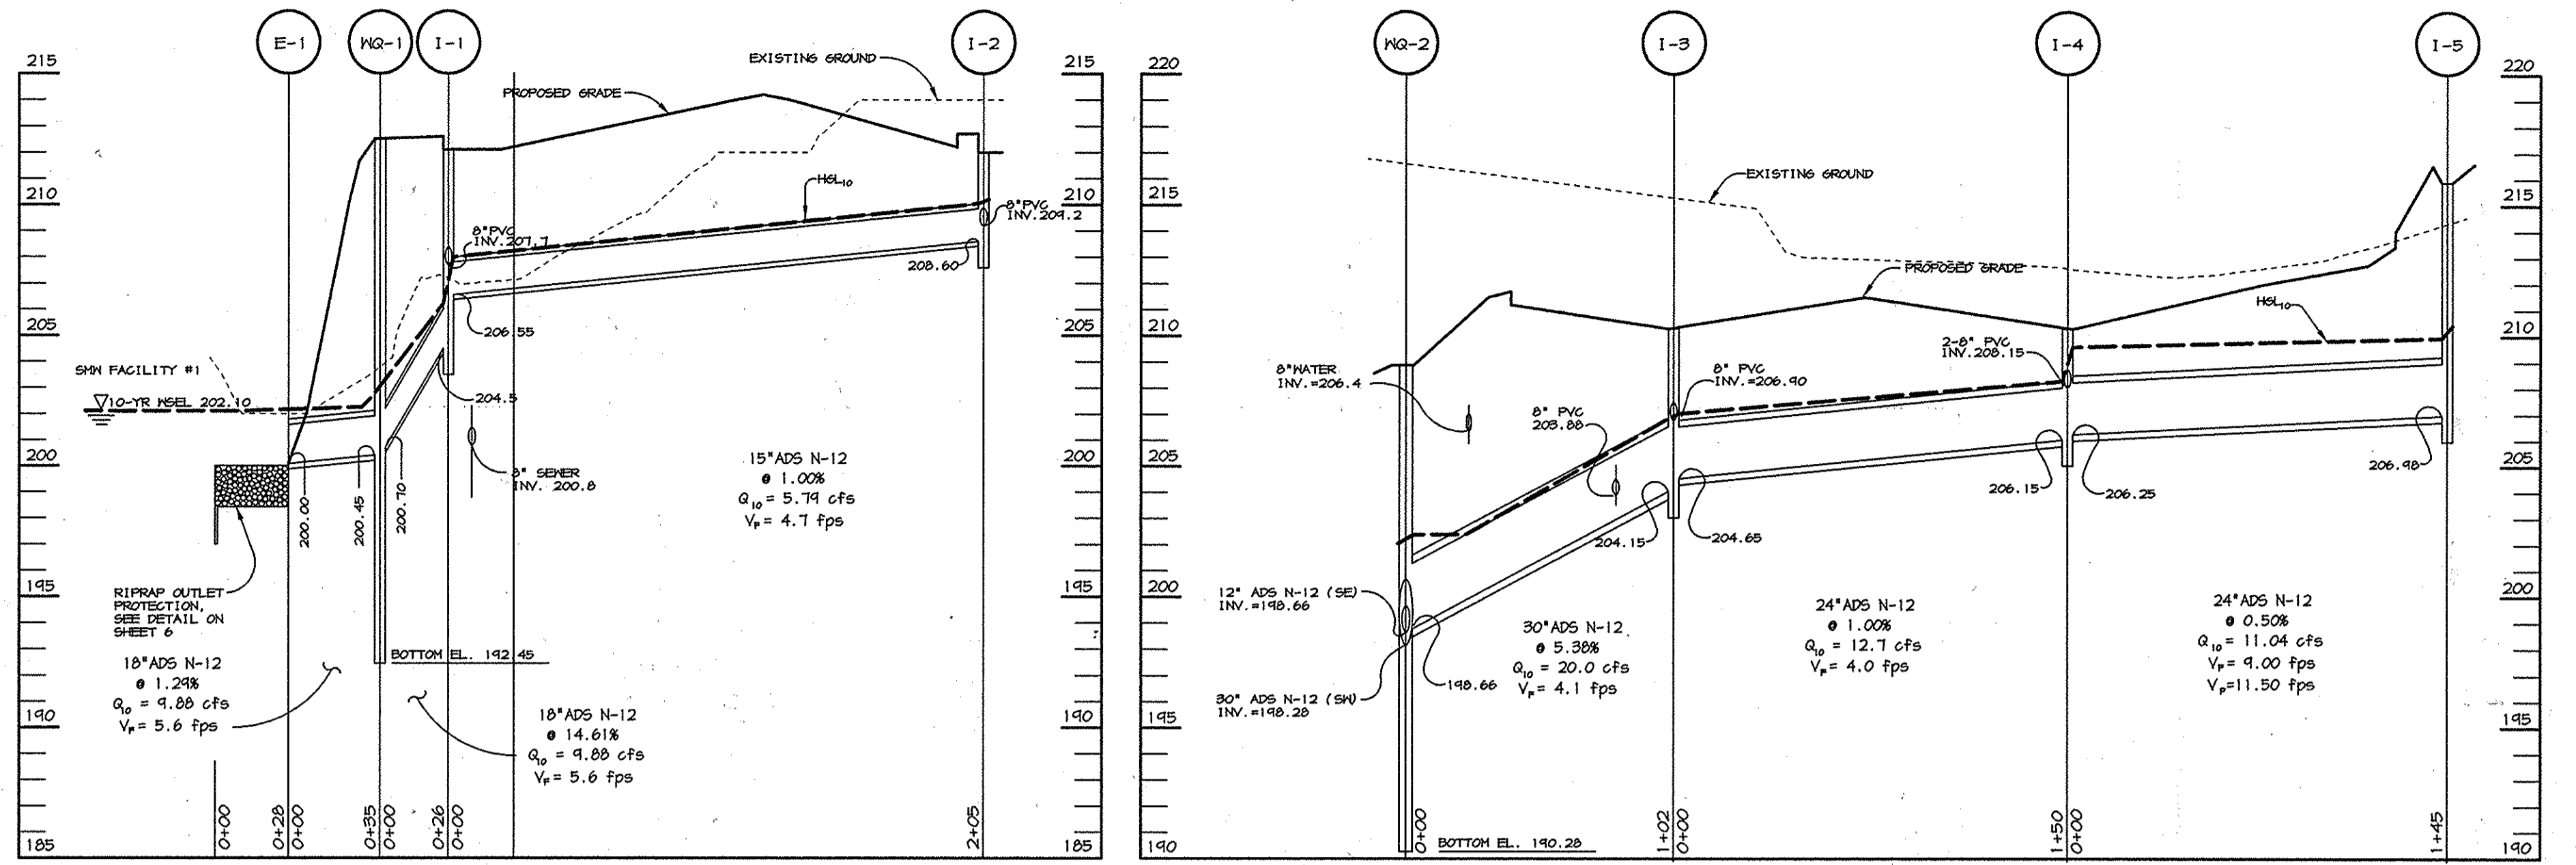 E-1
WQ-1
I-1
I-2
215
210
205
200
195
190
185
EXISTING GROUND
PROPOSED GRADE
HGL10
8"PVC
INV.207.7
8"PVC
INV.209.2
208.60
206.55
204.5
SMW FACILITY #1
10-YR WSEL 202.10
8" SEWER
INV. 200.8
15"ADS N-12
@ 1.00%
Q10 = 5.79 cfs
VF= 4.7 fps
200.00
200.45
200.70
RIPRAP OUTLET
PROTECTION,
SEE DETAIL ON
SHEET 6
BOTTOM EL. 192.45
18"ADS N-12
@ 1.29%
Q10 = 9.88 cfs
VF= 5.6 fps
18"ADS N-12
@ 14.61%
Q10 = 9.88 cfs
VF= 5.6 fps
0+00
0+28
0+00
0+35
0+00
0+26
0+00
2+05
215
210
205
200
195
190
185
WQ-2
I-3
I-4
I-5
220
215
210
205
200
195
190
EXISTING GROUND
PROPOSED GRADE
HGL10
8"WATER
INV.=206.4
8" PVC
203.88
8" PVC
INV.=206.90
2-8" PVC
INV.208.15
204.15
204.65
206.15
206.25
206.98
12" ADS N-12 (SE)
INV.=198.66
30" ADS N-12 (SW)
INV.=198.28
198.66
30"ADS N-12
@ 5.38%
Q10 = 20.0 cfs
VF= 4.1 fps
24"ADS N-12
@ 1.00%
Q10 = 12.7 cfs
VF= 4.0 fps
24"ADS N-12
@ 0.50%
Q10 = 11.04 cfs
VF= 9.00 fps
VP=11.50 fps
BOTTOM EL. 190.28
0+00
1+02
0+00
1+50
0+00
1+45
220
215
210
205
200
195
190